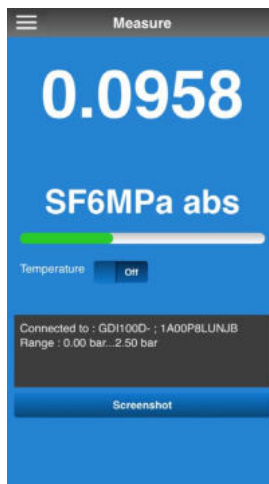 Measure
0.0958
SF6MPa abs
Temperature Off
Connected to : GDI100D- ; 1A00P8LUNJB
Range : 0.00 bar...2.50 bar
Screenshot